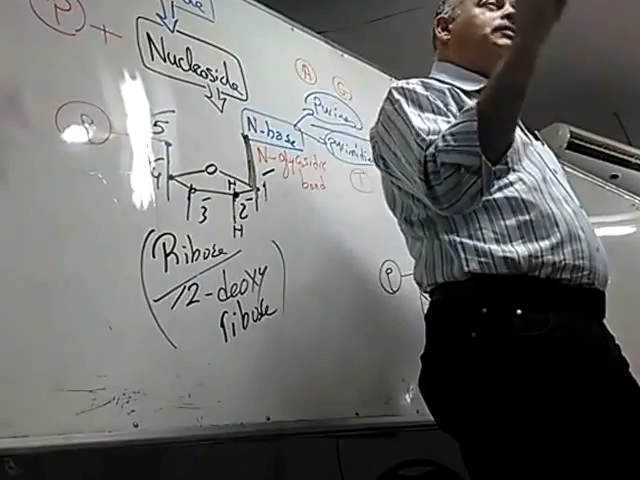 P +
Nucleoside
A G
Purine
P 5
N-base
Pyrimidine
N-glycosidic
bond
O
4 H 1
T
3 2
H
(Ribose
/2-deoxy
ribose)
P